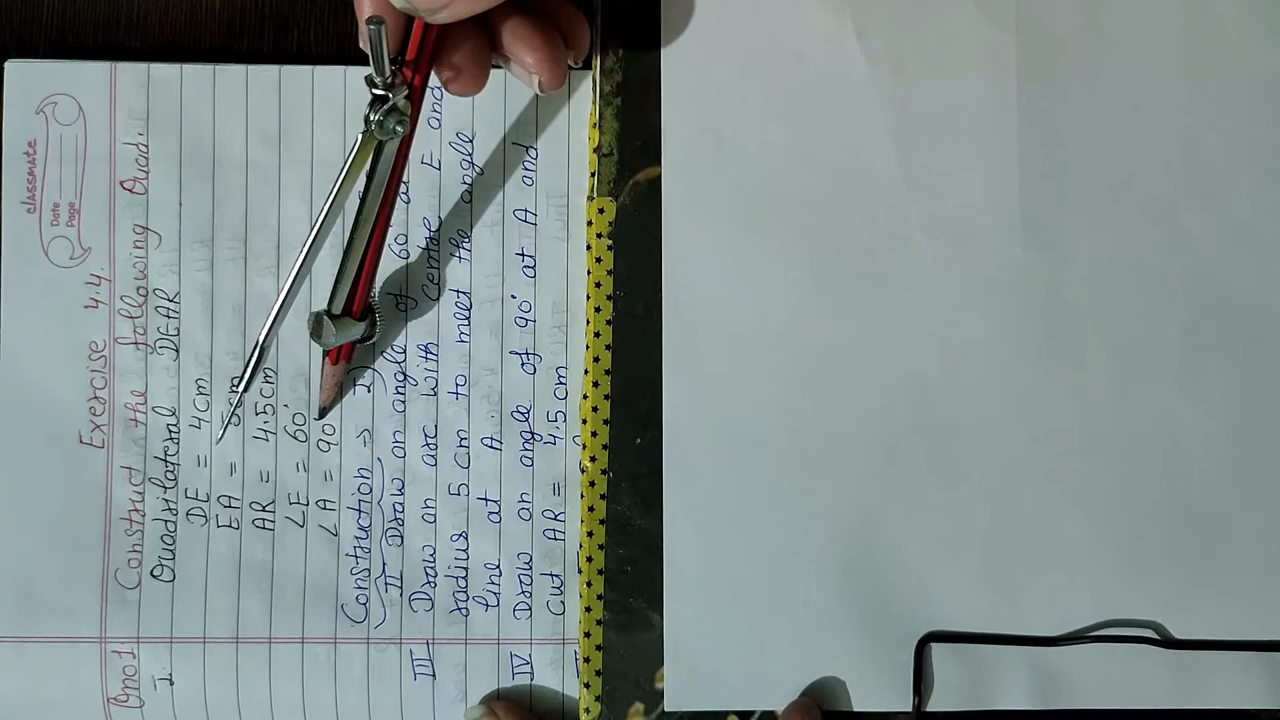 classmate
Date
Page
Exercise 4.4.
Qno1. Construct the following Quad.
I. Quadrilateral DEAR
DE = 4cm
EA = 5cm
AR = 4.5cm
∠E = 60°
∠A = 90°
Construction => I)
II Draw an angle of 60° at
III Draw an arc with centre E and
radius 5 cm to meet the angle
line at A.
IV Draw an angle of 90° at A and
cut AR = 4.5 cm